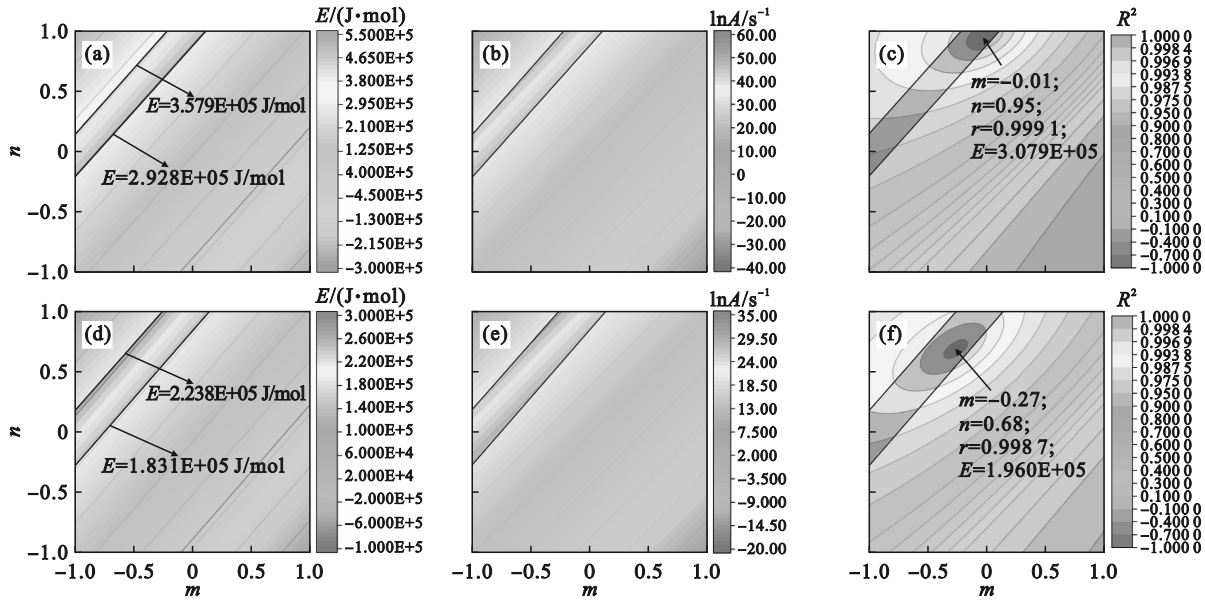 E/(J·mol)
lnA/s⁻¹
R²
(a)
1.0
0.5
0
−0.5
−1.0
n
E=3.579E+05 J/mol
E=2.928E+05 J/mol
5.500E+5
4.650E+5
3.800E+5
2.950E+5
2.100E+5
1.250E+5
4.000E+5
−4.500E+5
−1.300E+5
−2.150E+5
−3.000E+5
(b)
60.00
50.00
40.00
30.00
20.00
10.00
0
−10.00
−20.00
−30.00
−40.00
(c)
m=−0.01;
n=0.95;
r=0.999 1;
E=3.079E+05
1.000 0
0.998 4
0.996 9
0.993 8
0.987 5
0.975 0
0.950 0
0.900 0
0.700 0
0.500 0
0.300 0
0.100 0
−0.100 0
−0.700 0
−1.000 0
E/(J·mol)
lnA/s⁻¹
R²
(d)
1.0
0.5
0
−0.5
−1.0
n
E=2.238E+05 J/mol
E=1.831E+05 J/mol
−1.0
−0.5
0
0.5
1.0
m
3.000E+5
2.600E+5
2.200E+5
1.800E+5
1.400E+5
1.000E+5
6.000E+4
2.000E+4
−2.000E+5
−6.000E+5
−1.000E+5
(e)
−1.0
−0.5
0
0.5
1.0
m
35.00
29.50
24.00
18.50
13.00
7.500
2.000
−3.500
−9.000
−14.50
−20.00
(f)
m=−0.27;
n=0.68;
r=0.998 7;
E=1.960E+05
−1.0
−0.5
0
0.5
1.0
m
1.000 0
0.998 4
0.996 9
0.993 8
0.987 5
0.975 0
0.950 0
0.900 0
0.700 0
0.500 0
0.300 0
0.100 0
−0.100 0
−0.400 0
−0.700 0
−1.000 0